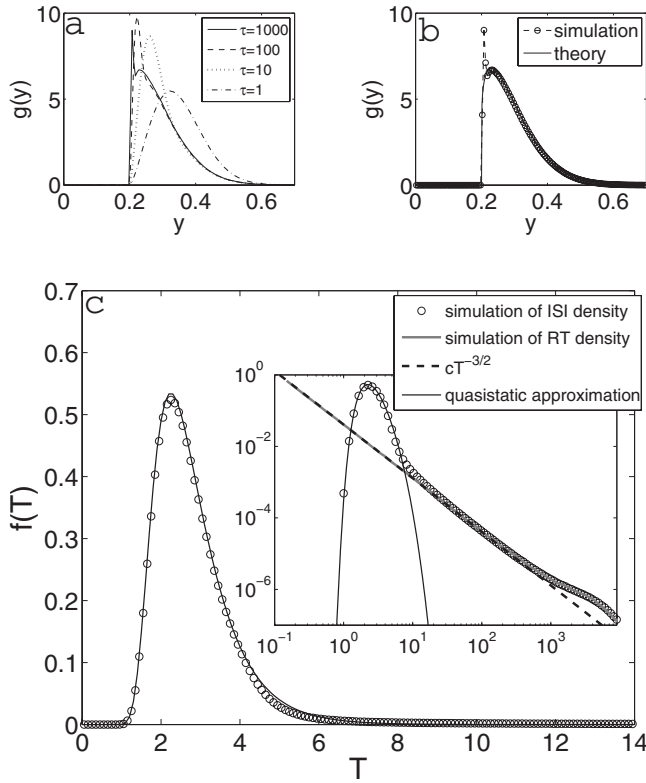 a
10
5
0
g(y)
τ=1000
τ=100
τ=10
τ=1
0 0.2 0.4 0.6
y
b
10
5
0
g(y)
simulation
theory
0 0.2 0.4 0.6
y
c
0.7
0.6
0.5
0.4
0.3
0.2
0.1
0
f(T)
simulation of ISI density
simulation of RT density
cT^{-3/2}
quasistatic approximation
10^0
10^{-2}
10^{-4}
10^{-6}
10^{-1} 10^0 10^1 10^2 10^3
0 2 4 6 8 10 12 14
T